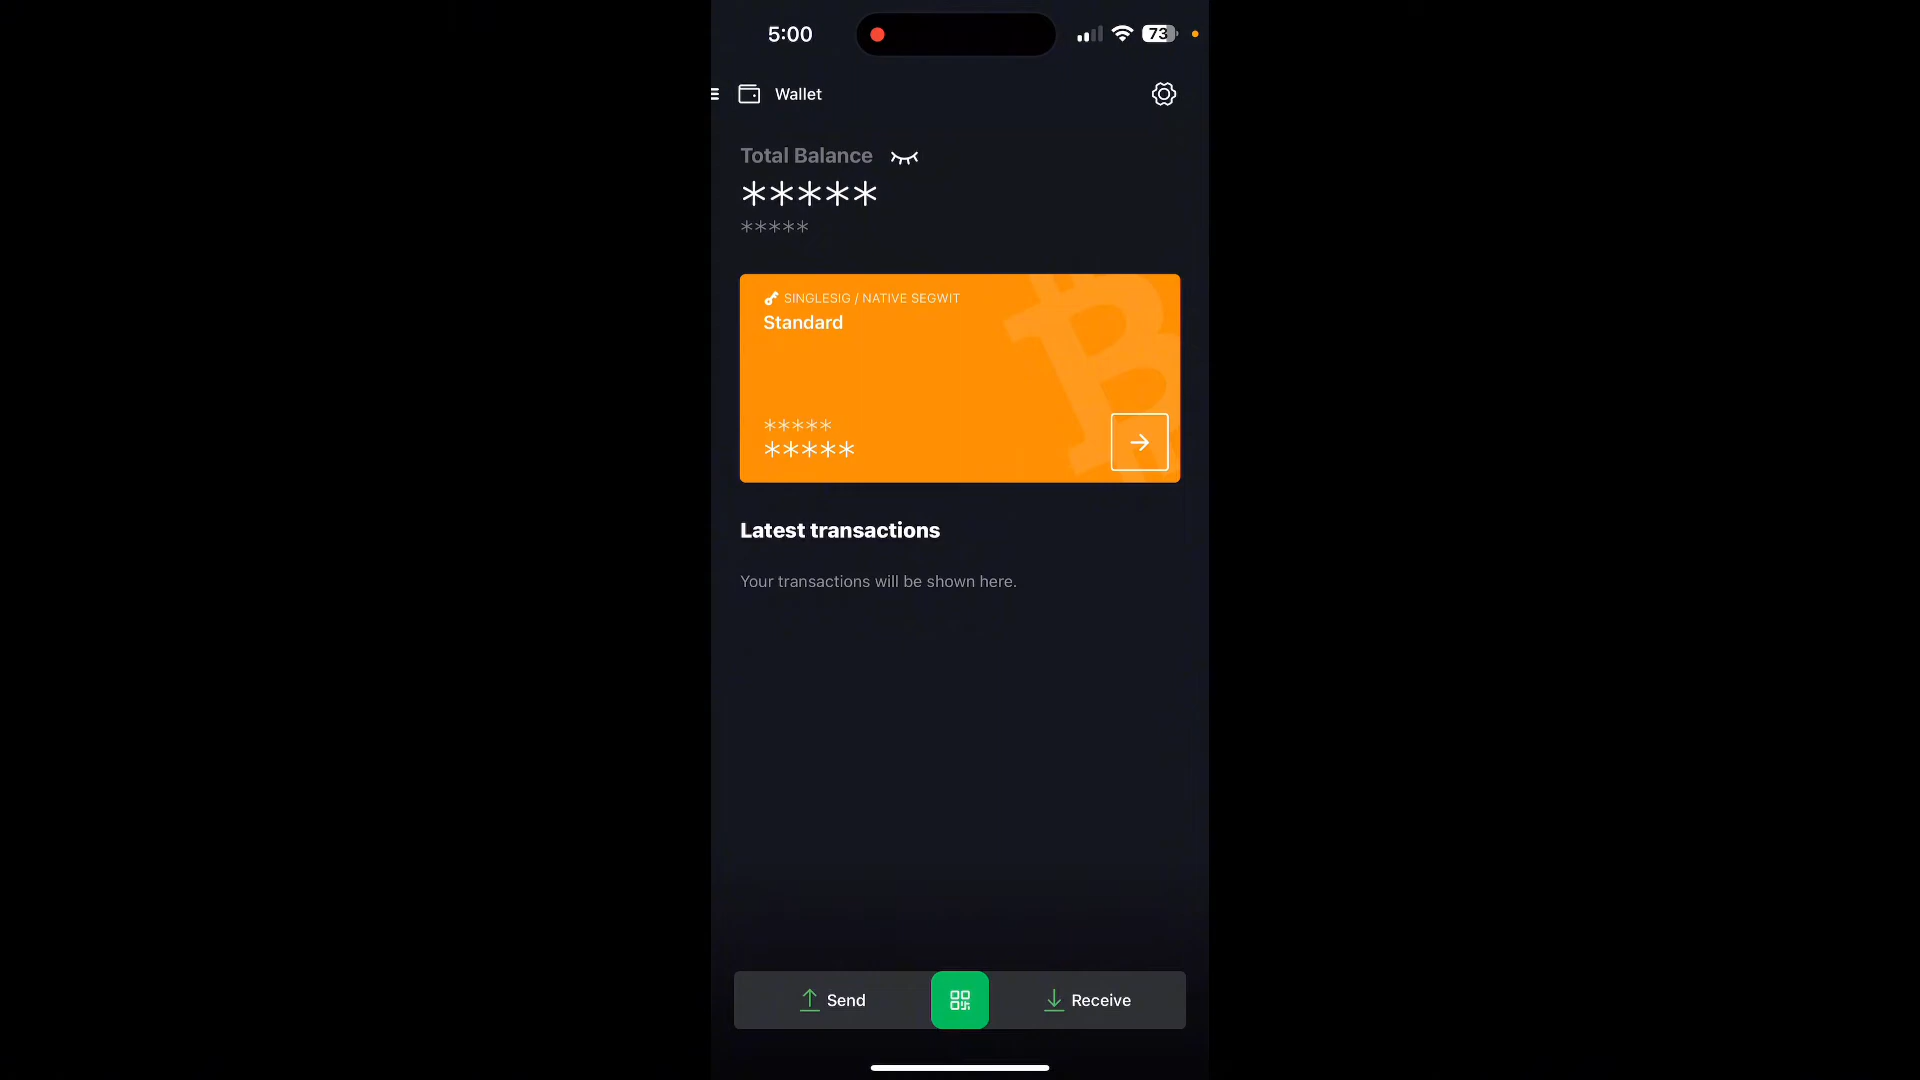 5:00
73
Wallet
Total Balance
*****
*****
SINGLESIG / NATIVE SEGWIT
Standard
*****
*****
Latest transactions
Your transactions will be shown here.
Send
Receive